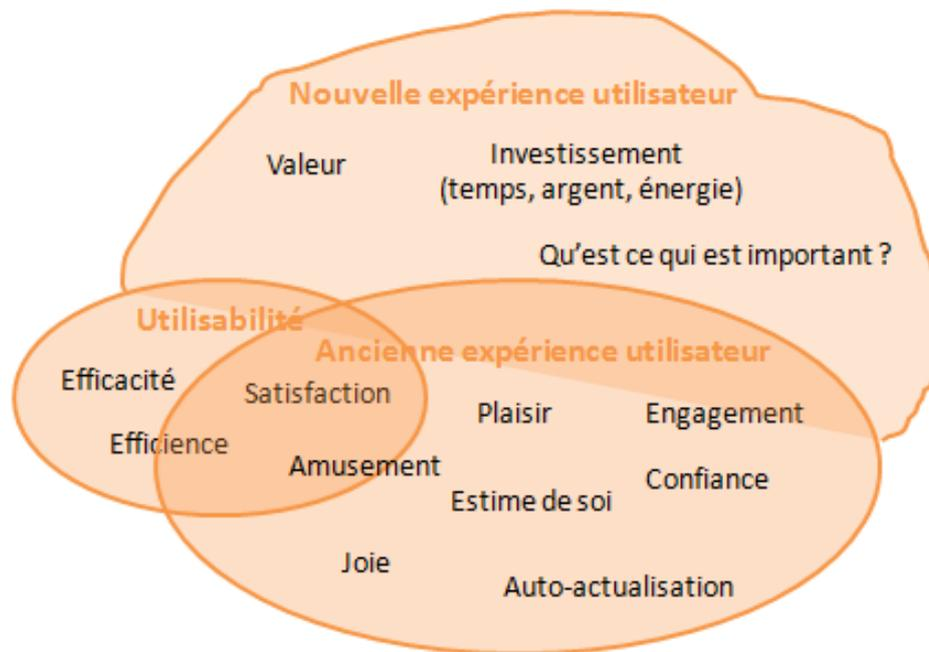 Nouvelle expérience utilisateur
Valeur
Investissement
(temps, argent, énergie)
Qu'est ce qui est important ?
Utilisabilité
Ancienne expérience utilisateur
Efficacité
Satisfaction
Plaisir
Engagement
Efficience
Amusement
Confiance
Estime de soi
Joie
Auto-actualisation